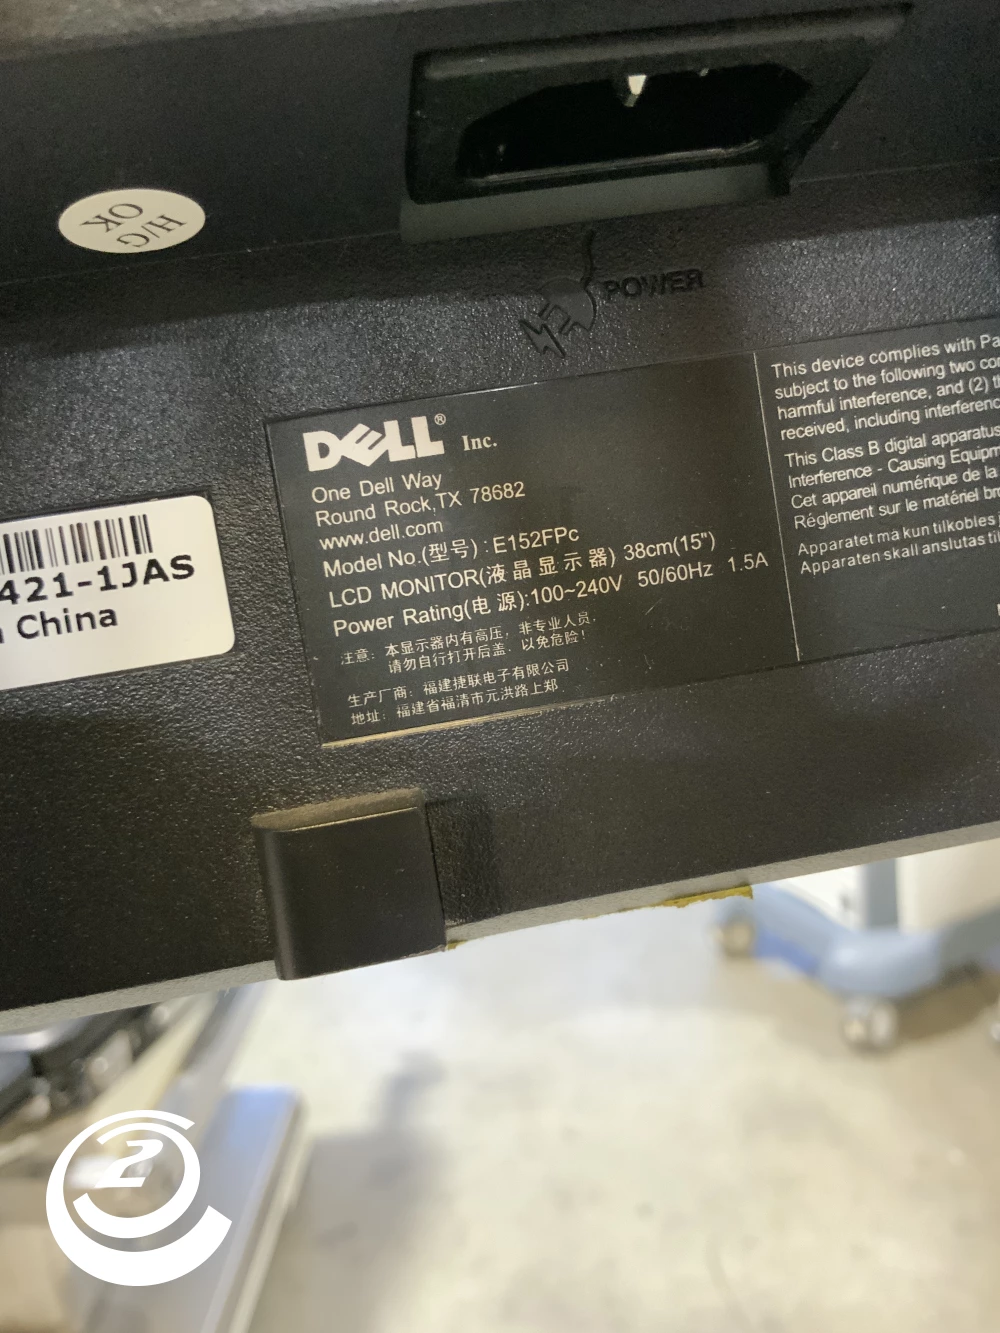 H/G
OK
POWER
DELL® Inc.
One Dell Way
Round Rock,TX 78682
www.dell.com
Model No.(型号) : E152FPc
LCD MONITOR(液晶显示器) 38cm(15")
Power Rating(电 源):100~240V 50/60Hz 1.5A
注意: 本显示器内有高压, 非专业人员,
请勿自行打开后盖, 以免危险!
生产厂商: 福建捷联电子有限公司
地址: 福建省福清市元洪路上郑
This device complies with Pa
subject to the following two co
harmful interference, and (2)
received, including interferenc
This Class B digital apparatus
Interference - Causing Equipm
Cet appareil numérique de la
Réglement sur le matériel br
Apparatet ma kun tilkobles
Apparaten skall anslutas til
421-1JAS
China
2